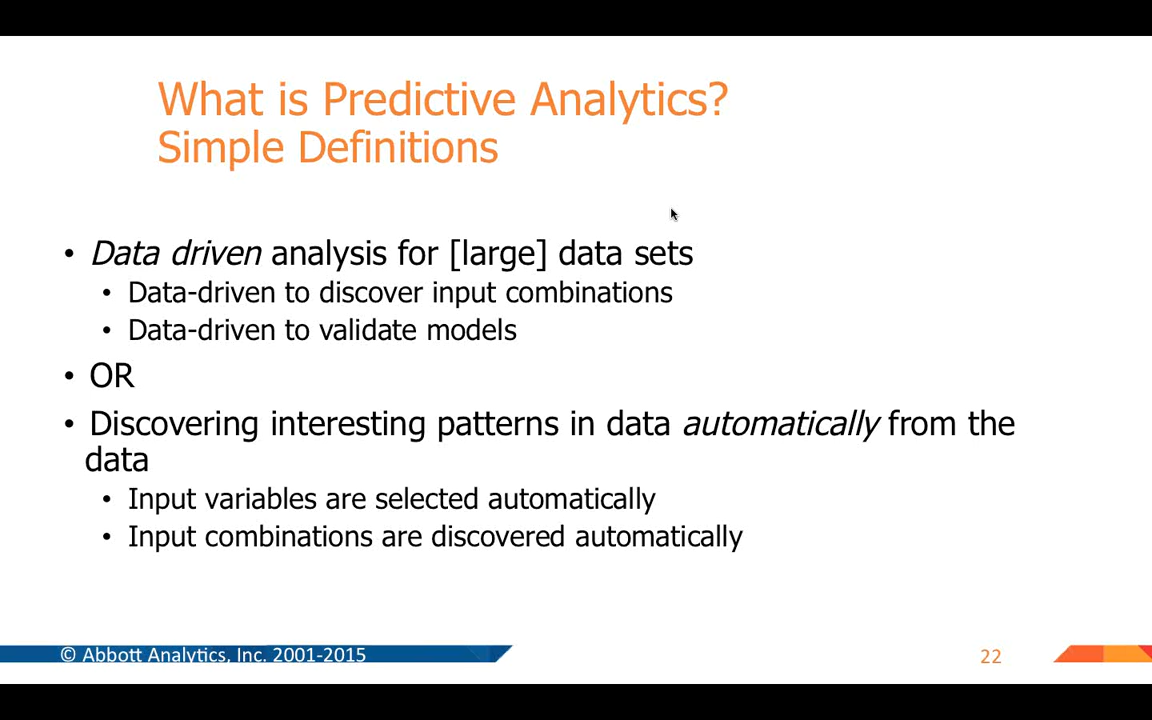 What is Predictive Analytics?
Simple Definitions
• Data driven analysis for [large] data sets
• Data-driven to discover input combinations
• Data-driven to validate models
• OR
• Discovering interesting patterns in data automatically from the
data
• Input variables are selected automatically
• Input combinations are discovered automatically
© Abbott Analytics, Inc. 2001-2015
22